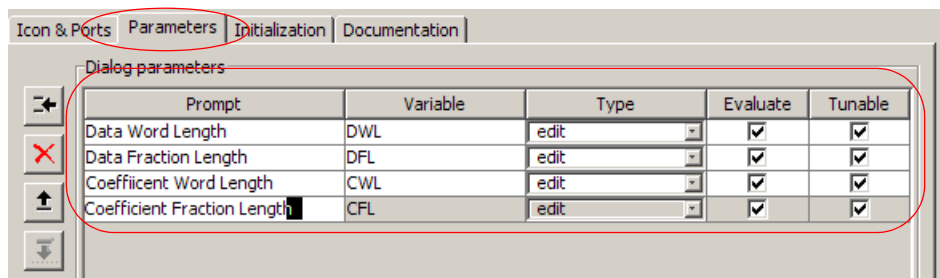 Icon & Ports Parameters Initialization Documentation
Dialog parameters
Prompt Variable Type Evaluate Tunable
Data Word Length DWL edit
Data Fraction Length DFL edit
Coeffiicent Word Length CWL edit
Coefficient Fraction Length CFL edit